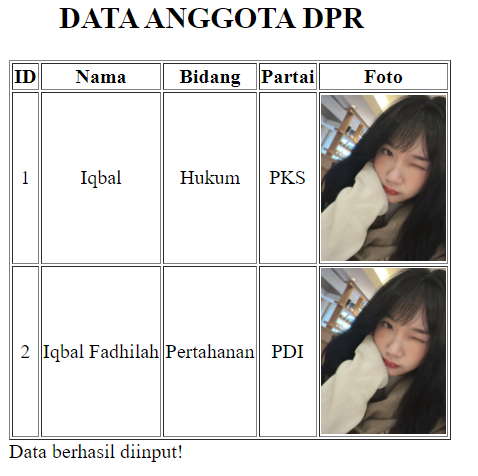 DATA ANGGOTA DPR
ID Nama Bidang Partai Foto
1 Iqbal Hukum PKS
2 Iqbal Fadhilah Pertahanan PDI
Data berhasil diinput!